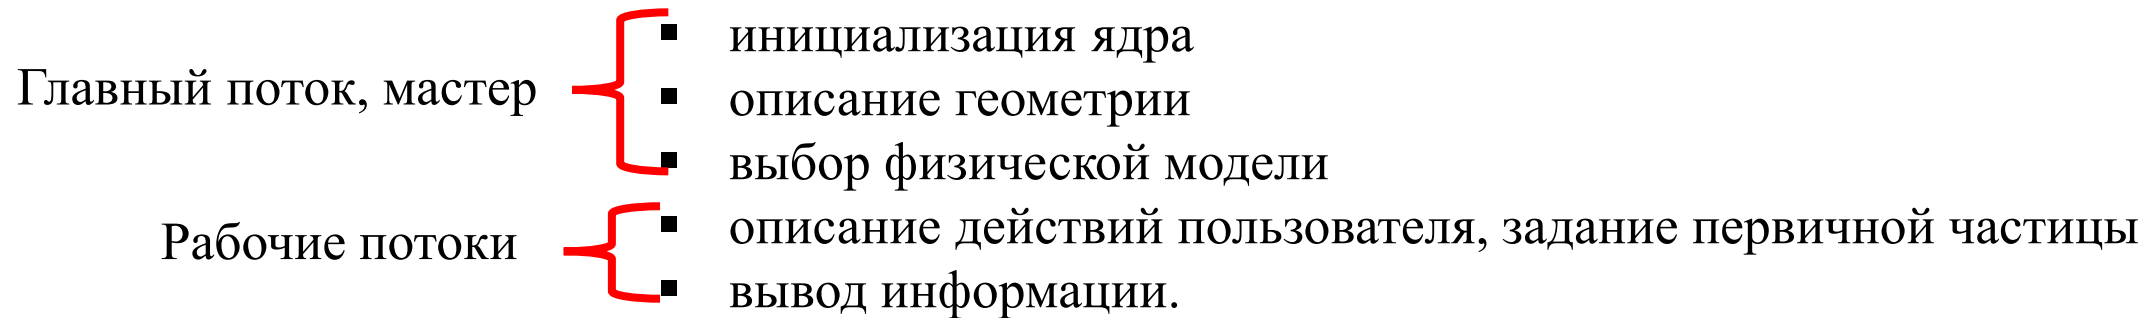 Главный поток, мастер
▪ инициализация ядра
▪ описание геометрии
▪ выбор физической модели
Рабочие потоки
▪ описание действий пользователя, задание первичной частицы
▪ вывод информации.